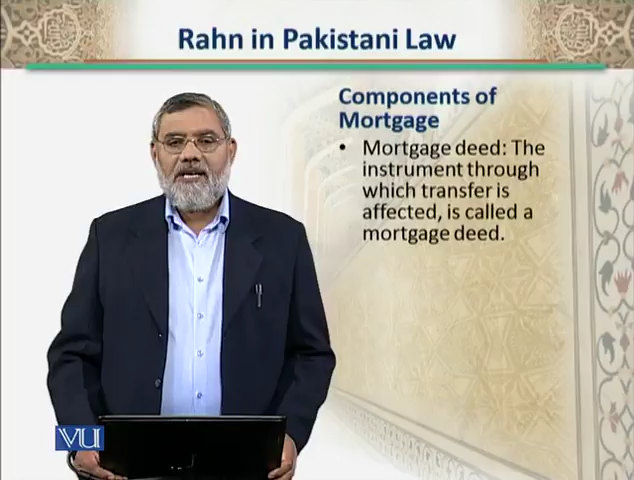 Rahn in Pakistani Law
Components of
Mortgage
• Mortgage deed: The
instrument through
which transfer is
affected, is called a
mortgage deed.
VU